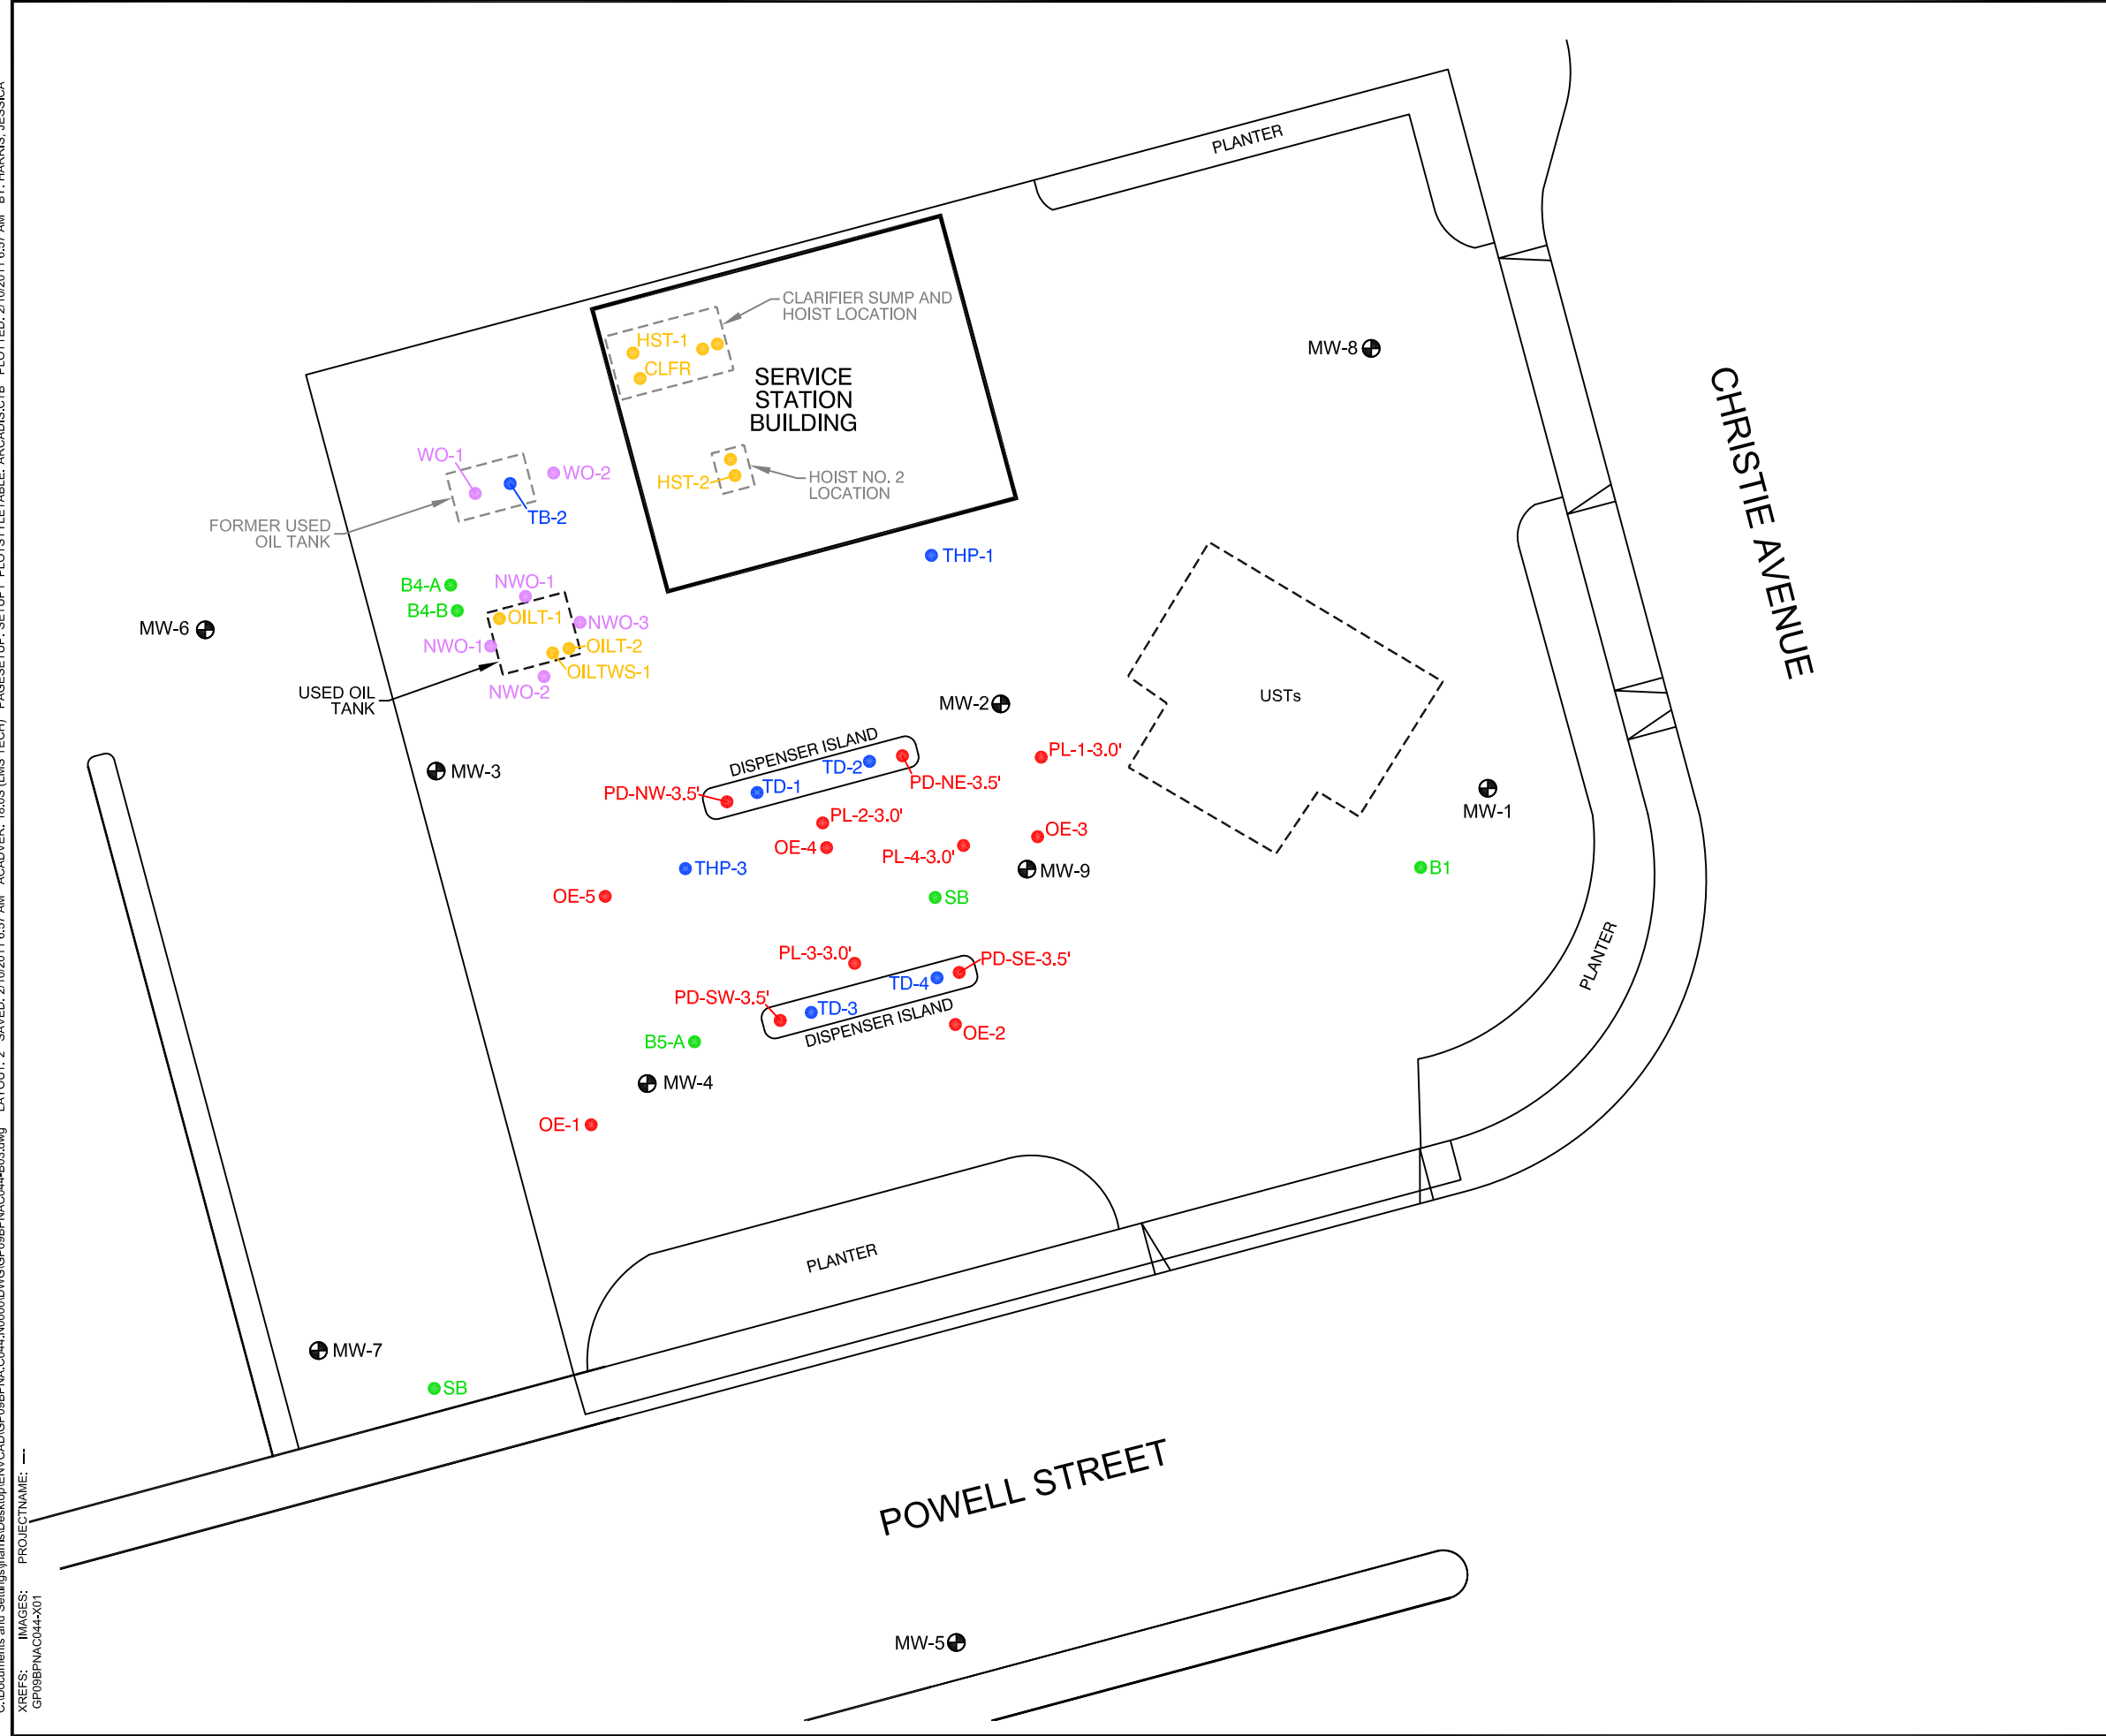 PLANTER
CHRISTIE AVENUE
CLARIFIER SUMP AND
HOIST LOCATION
HST-1
CLFR
SERVICE
STATION
BUILDING
MW-8
WO-1
WO-2
HST-2
HOIST NO. 2
LOCATION
TB-2
FORMER USED
OIL TANK
THP-1
B4-A
NWO-1
B4-B
OILT-1
NWO-3
MW-6
NWO-1
OILT-2
OILTWS-1
NWO-2
USED OIL
TANK
USTs
MW-2
DISPENSER ISLAND
PL-1-3.0'
MW-3
TD-2
PD-NE-3.5'
PD-NW-3.5'
TD-1
MW-1
PL-2-3.0'
OE-3
OE-4
PL-4-3.0'
THP-3
MW-9
B1
OE-5
SB
PLANTER
PL-3-3.0'
PD-SE-3.5'
TD-4
PD-SW-3.5'
TD-3
DISPENSER ISLAND
OE-2
B5-A
MW-4
OE-1
PLANTER
MW-7
SB
POWELL STREET
MW-5
XREFS: IMAGES: PROJECTNAME: ----
GP09BPNAC044-X01